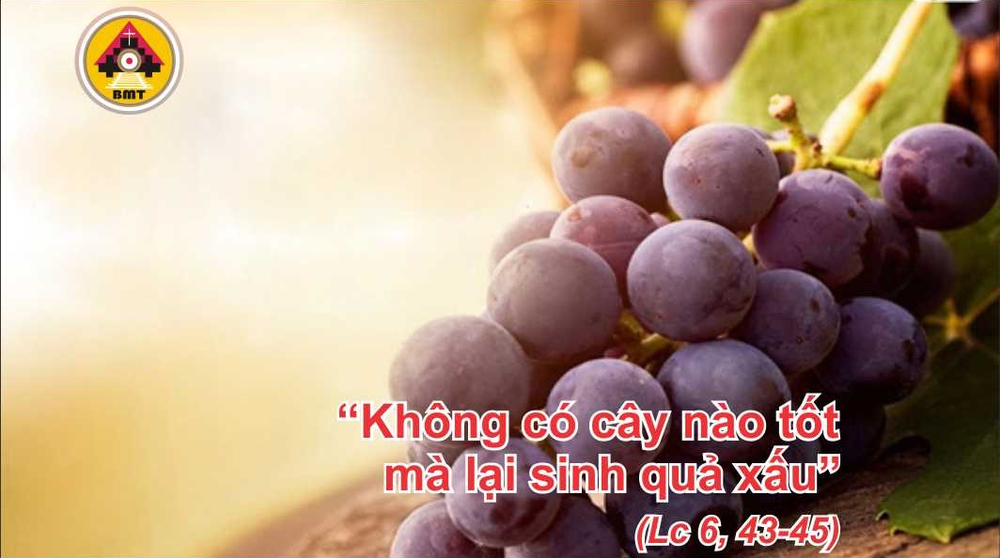 BMT
“Không có cây nào tốt
mà lại sinh quả xấu”
(Lc 6, 43-45)